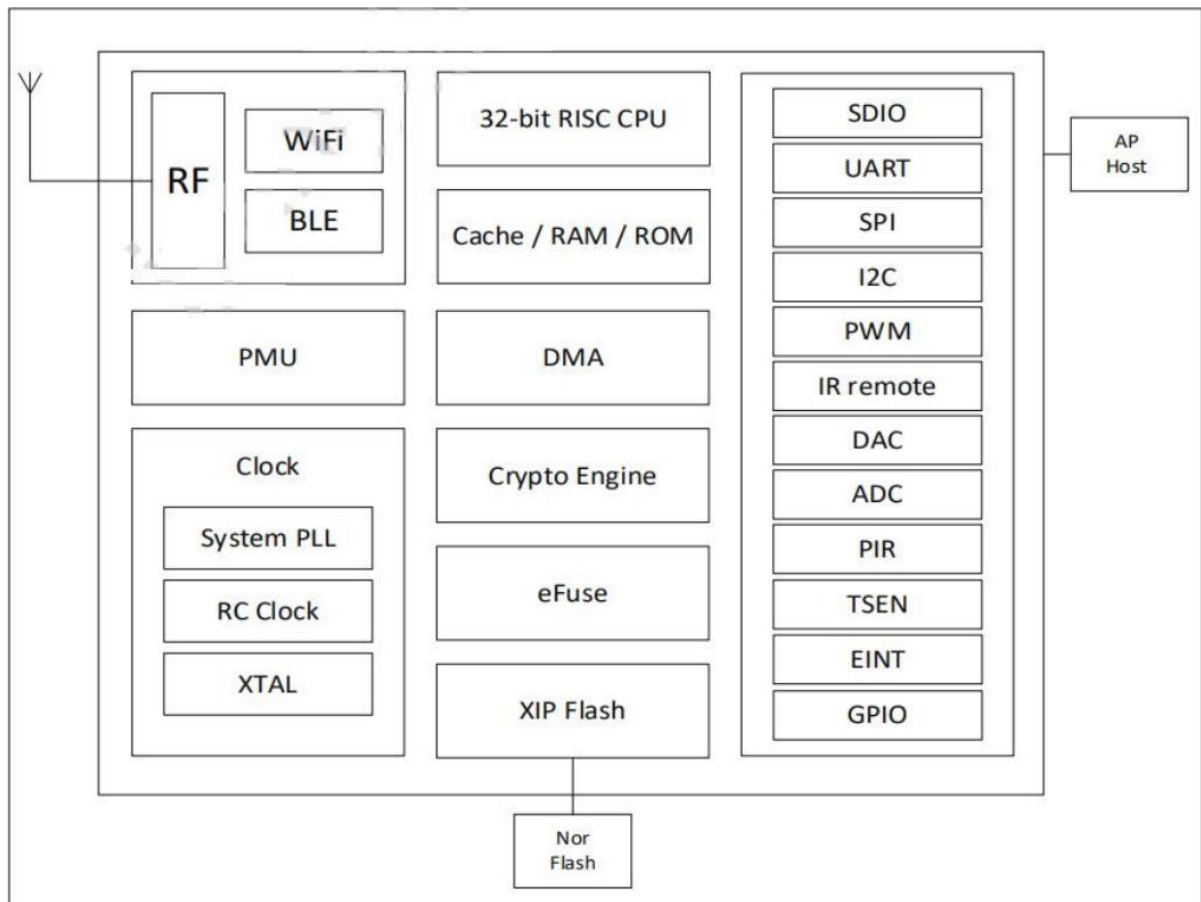 RF
WiFi
BLE
PMU
Clock
System PLL
RC Clock
XTAL
32-bit RISC CPU
Cache / RAM / ROM
DMA
Crypto Engine
eFuse
XIP Flash
SDIO
UART
SPI
I2C
PWM
IR remote
DAC
ADC
PIR
TSEN
EINT
GPIO
AP
Host
Nor
Flash